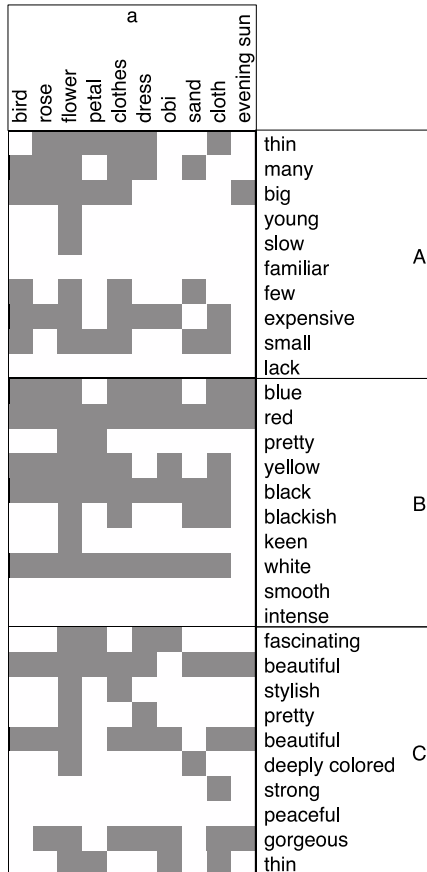 a
bird
rose
flower
petal
clothes
dress
obi
sand
cloth
evening sun
thin
many
big
young
slow
familiar
few
expensive
small
lack
A
blue
red
pretty
yellow
black
blackish
keen
white
smooth
intense
B
fascinating
beautiful
stylish
pretty
beautiful
deeply colored
strong
peaceful
gorgeous
thin
C